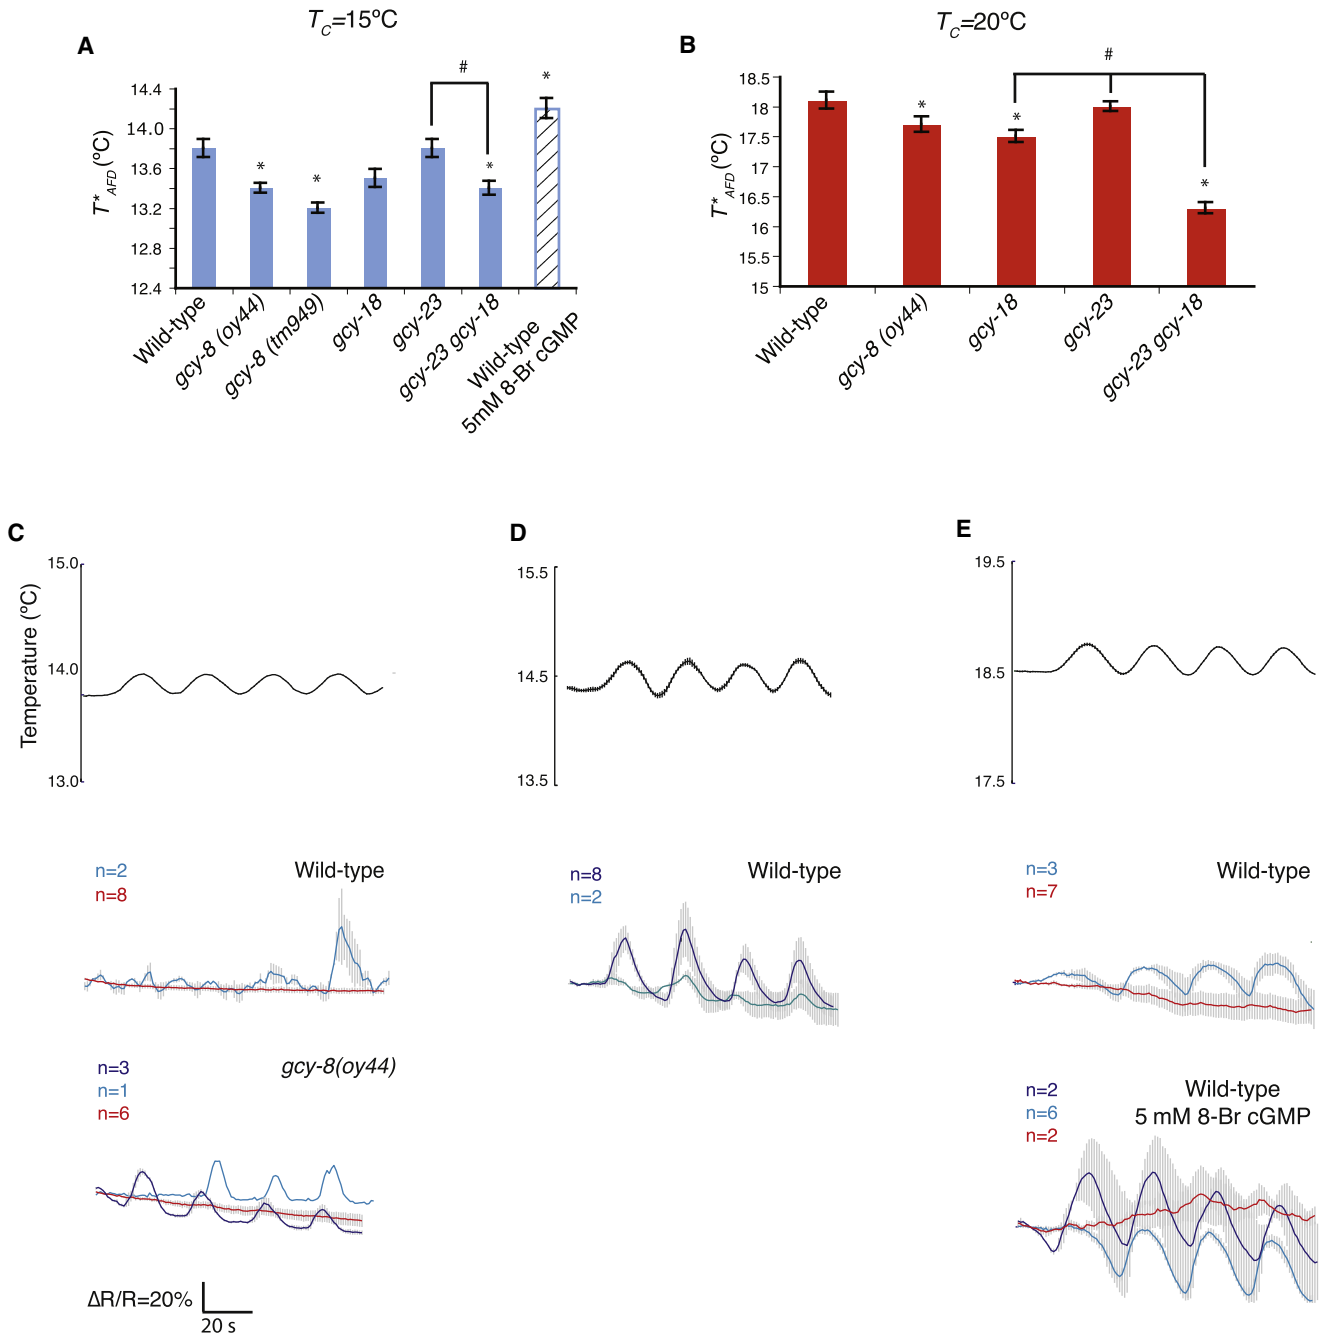 T_C=15°C
T_C=20°C
A
B
T*_AFD (°C)
14.4
14.0
13.6
13.2
12.8
12.4
*
*
#
*
*
Wild-type
gcy-8 (oy44)
gcy-8 (tm949)
gcy-18
gcy-23
gcy-23 gcy-18
Wild-type
5mM 8-Br cGMP
T*_AFD (°C)
18.5
18
17.5
17
16.5
16
15.5
15
*
*
#
*
Wild-type
gcy-8 (oy44)
gcy-18
gcy-23
gcy-23 gcy-18
C
D
E
Temperature (°C)
15.0
14.0
13.0
15.5
14.5
13.5
19.5
18.5
17.5
n=2
n=8
Wild-type
n=8
n=2
Wild-type
n=3
n=7
Wild-type
n=3
n=1
n=6
gcy-8(oy44)
n=2
n=6
n=2
Wild-type
5 mM 8-Br cGMP
ΔR/R=20%
20 s